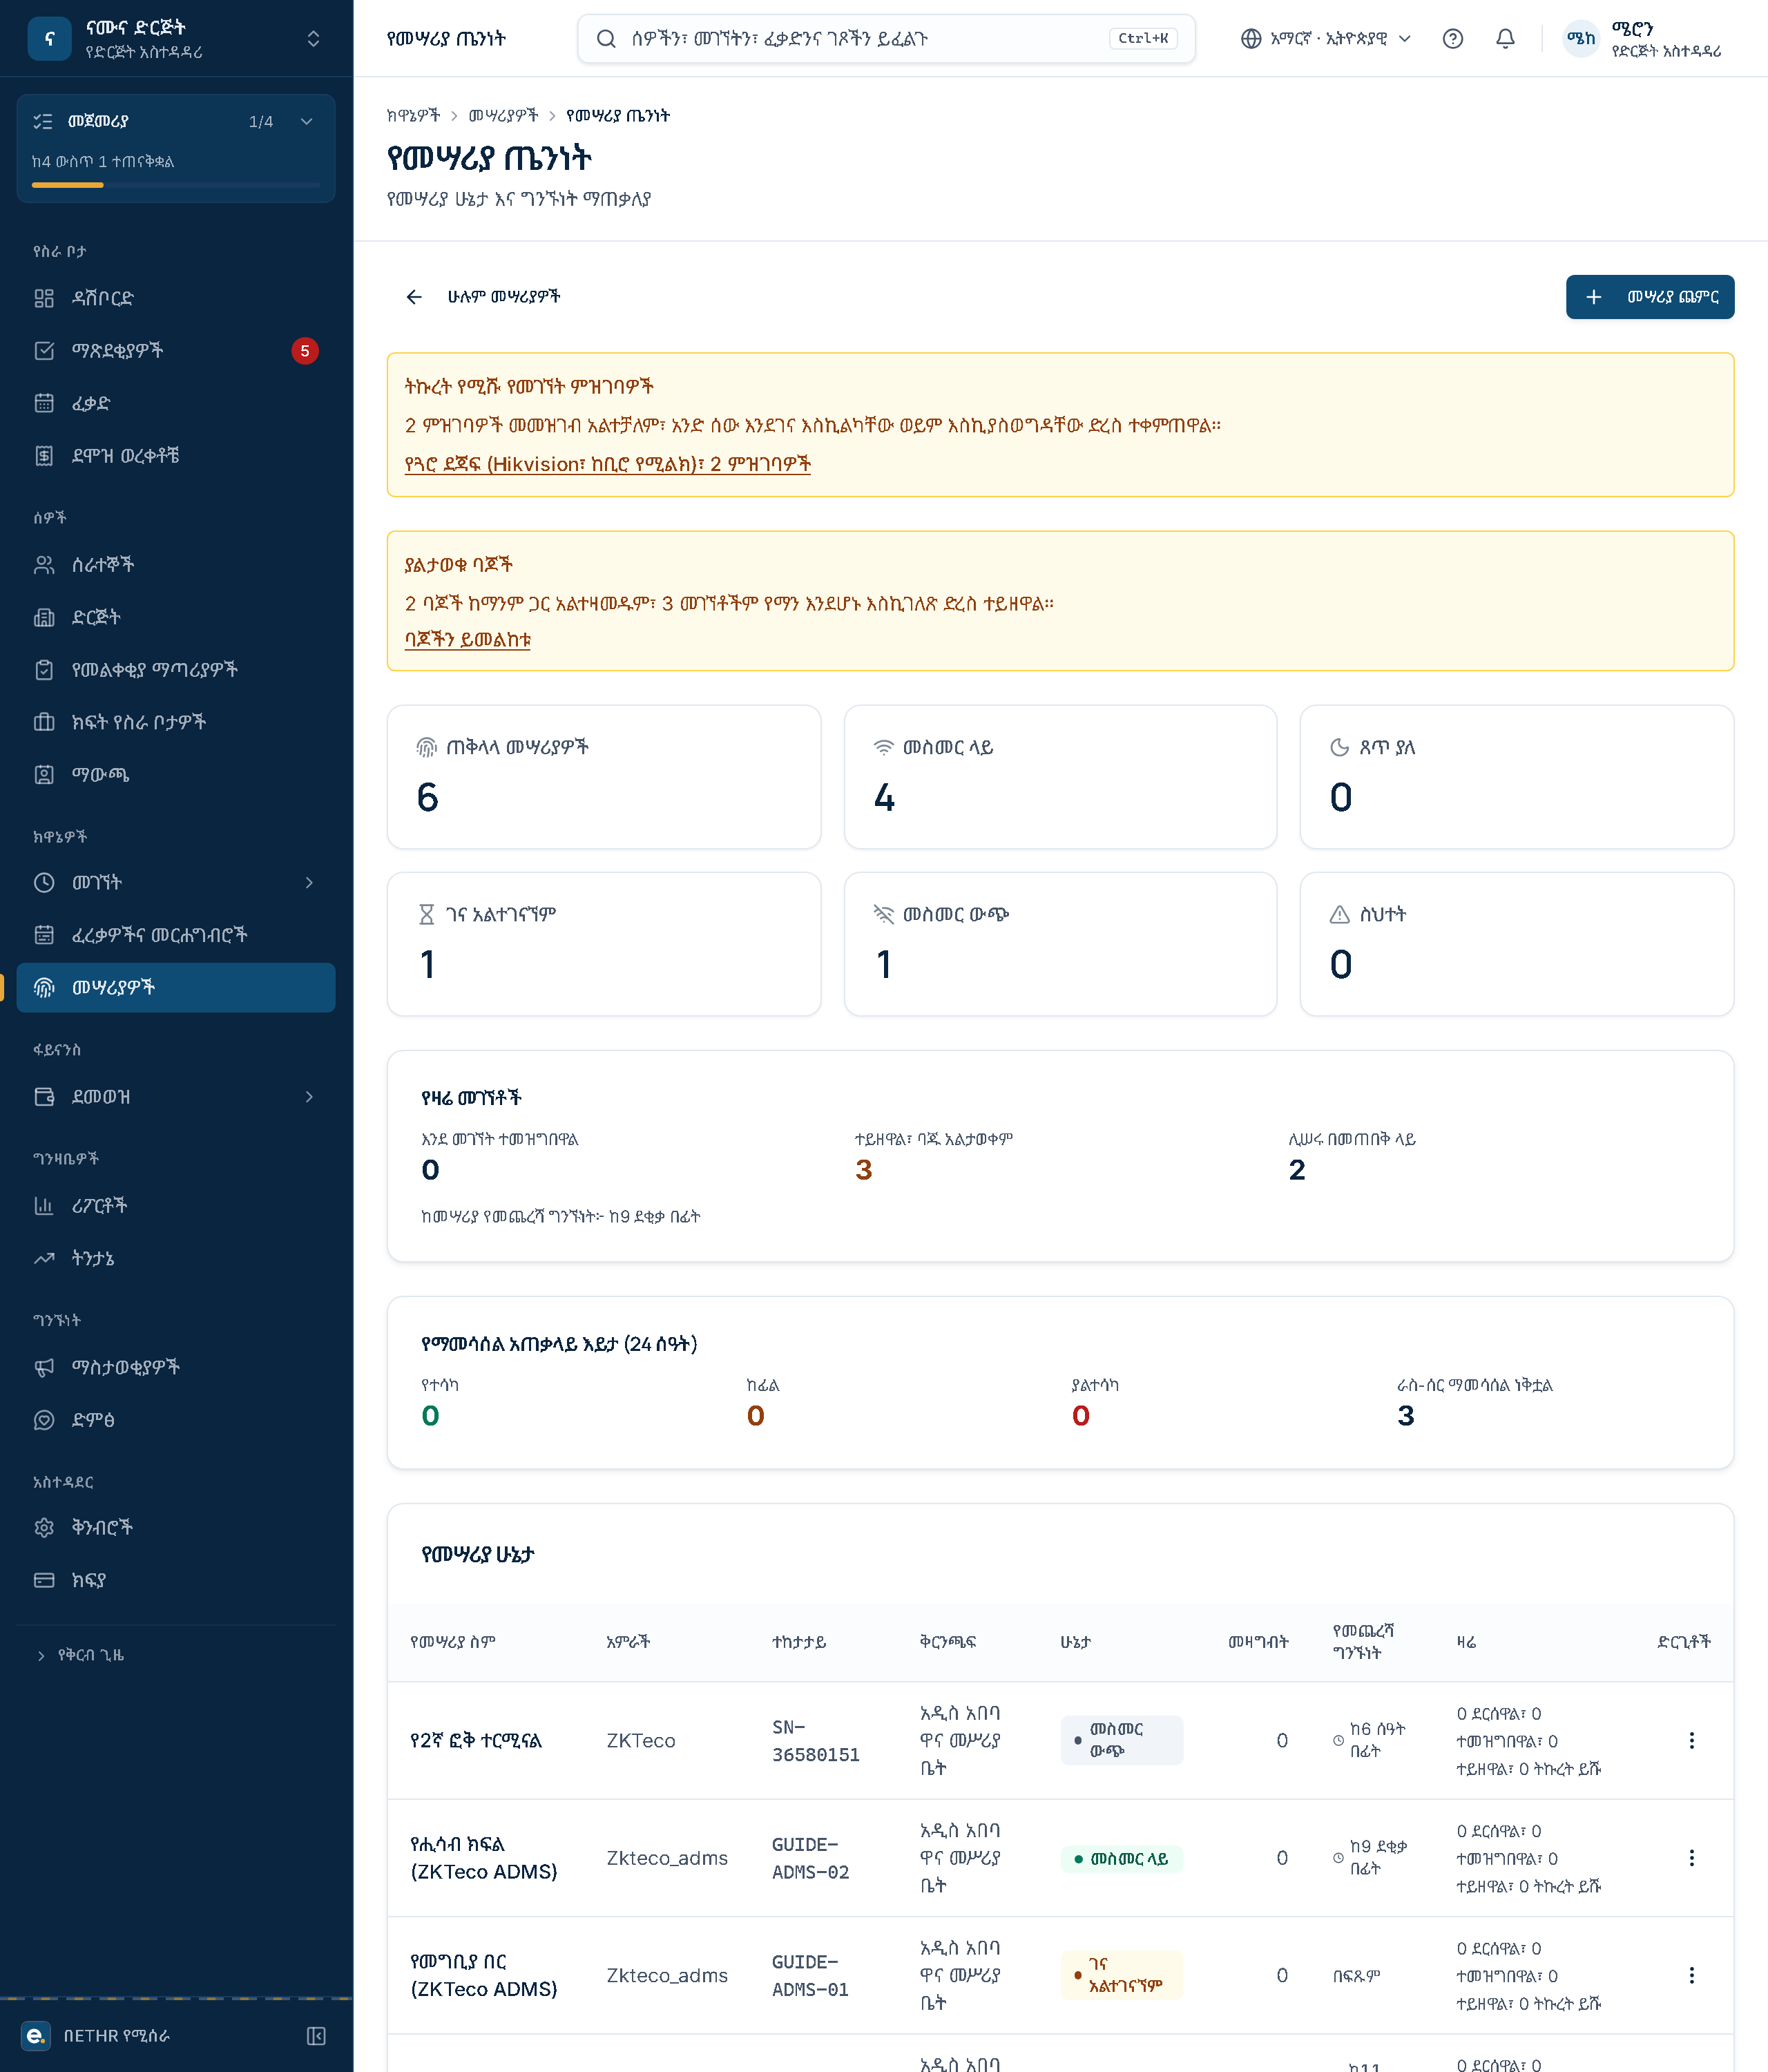 ና
ናሙና ድርጅት
የድርጅት አስተዳዳሪ
መጀመሪያ
1/4
ከ4 ውስጥ 1 ተጠናቅቋል
የስራ ቦታ
ዳሽቦርድ
ማጽደቂያዎች
5
ፈቃድ
ደሞዝ ወረቀቶቼ
ሰዎች
ሰራተኞች
ድርጅት
የመልቀቂያ ማጣሪያዎች
ክፍት የስራ ቦታዎች
ማውጫ
ክዋኔዎች
መገኘት
ፈረቃዎችና መርሐግብሮች
መሣሪያዎች
ፋይናንስ
ደመወዝ
ግንዛቤዎች
ሪፖርቶች
ትንታኔ
ግንኙነት
ማስታወቂያዎች
ድምፅ
አስተዳደር
ቅንብሮች
ክፍያ
የቅርብ ጊዜ
e.
በETHR የሚሰራ
የመሣሪያ ጤንነት
ሰዎችን፣ መገኘትን፣ ፈቃድንና ገጾችን ይፈልጉ
Ctrl+K
አማርኛ · ኢትዮጵያዊ
ሜከ
ሜሮን
የድርጅት አስተዳዳሪ
ክዋኔዎች
መሣሪያዎች
የመሣሪያ ጤንነት
የመሣሪያ ጤንነት
የመሣሪያ ሁኔታ እና ግንኙነት ማጠቃለያ
ሁሉም መሣሪያዎች
መሣሪያ ጨምር
ትኩረት የሚሹ የመገኘት ምዝገባዎች
2 ምዝገባዎች መመዝገብ አልተቻለም፣ አንድ ሰው እንደገና እስኪልካቸው ወይም እስኪያስወግዳቸው ድረስ ተቀምጠዋል።
የጓሮ ደጃፍ (Hikvision፣ ከቢሮ የሚልክ)፣ 2 ምዝገባዎች
ያልታወቁ ባጆች
2 ባጆች ከማንም ጋር አልተዛመዱም፣ 3 መገኘቶችም የማን እንደሆኑ እስኪገለጽ ድረስ ተይዘዋል።
ባጆችን ይመልከቱ
ጠቅላላ መሣሪያዎች
6
መስመር ላይ
4
ጸጥ ያለ
0
ገና አልተገናኘም
1
መስመር ውጭ
1
ስህተት
0
የዛሬ መገኘቶች
እንደ መገኘት ተመዝግበዋል
0
ተይዘዋል፣ ባጁ አልታወቀም
3
ሊሠሩ በመጠበቅ ላይ
2
ከመሣሪያ የመጨረሻ ግንኙነት፦ ከ9 ደቂቃ በፊት
የማመሳሰል አጠቃላይ እይታ (24 ሰዓት)
የተሳካ
0
ከፊል
0
ያልተሳካ
0
ራስ-ሰር ማመሳሰል ነቅቷል
3
የመሣሪያ ሁኔታ
የመሣሪያ ስም
አምራች
ተከታታይ
ቅርንጫፍ
ሁኔታ
መዛግብት
የመጨረሻ
ግንኙነት
ዛሬ
ድርጊቶች
የ2ኛ ፎቅ ተርሚናል
ZKTeco
SN-
36580151
አዲስ አበባ
ዋና መሥሪያ
ቤት
መስመር
ውጭ
0
ከ6 ሰዓት
በፊት
0 ደርሰዋል፣ 0
ተመዝግበዋል፣ 0
ተይዘዋል፣ 0 ትኩረት ይሹ
የሒሳብ ክፍል
(ZKTeco ADMS)
Zkteco_adms
GUIDE-
ADMS-02
አዲስ አበባ
ዋና መሥሪያ
ቤት
መስመር ላይ
0
ከ9 ደቂቃ
በፊት
0 ደርሰዋል፣ 0
ተመዝግበዋል፣ 0
ተይዘዋል፣ 0 ትኩረት ይሹ
የመግቢያ በር
(ZKTeco ADMS)
Zkteco_adms
GUIDE-
ADMS-01
አዲስ አበባ
ዋና መሥሪያ
ቤት
ገና
አልተገናኘም
0
በፍጹም
0 ደርሰዋል፣ 0
ተመዝግበዋል፣ 0
ተይዘዋል፣ 0 ትኩረት ይሹ
አዲስ አበባ
ከ11
0 ደርሰዋል፣ 0